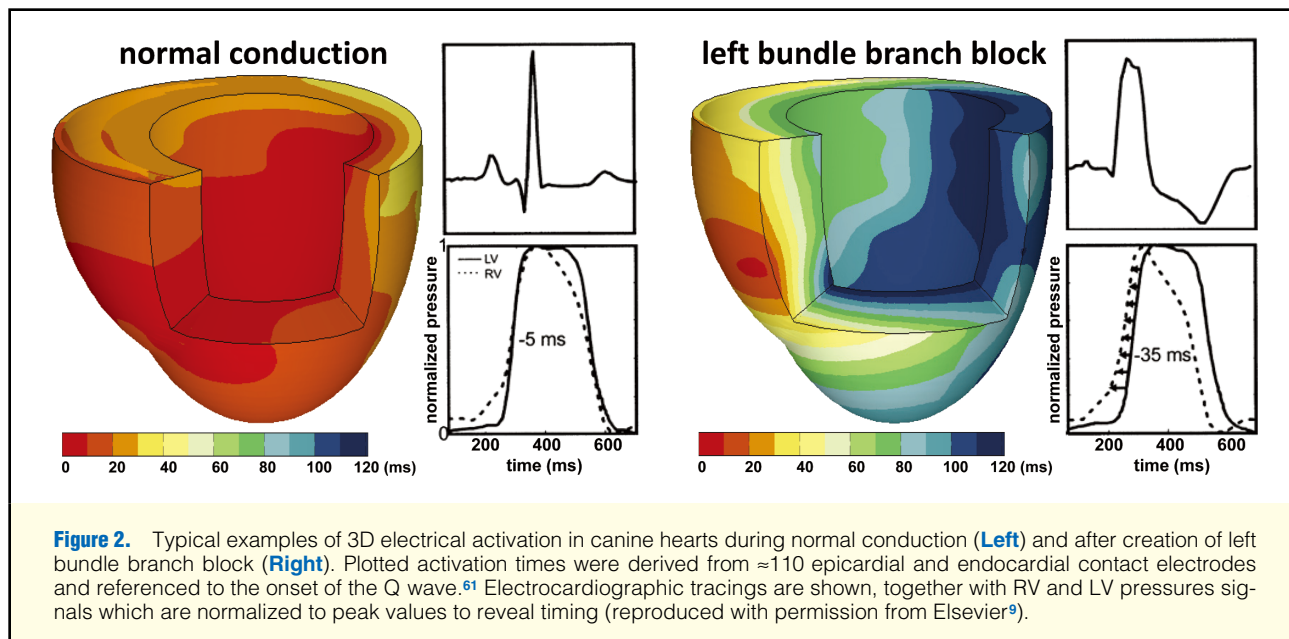 normal conduction
1
LV
RV
-5 ms
normalized pressure
0
200 400 600
time (ms)
0 20 40 60 80 100 120 (ms)
left bundle branch block
normalized pressure
-35 ms
200 400 600
time (ms)
0 20 40 60 80 100 120 (ms)
Figure 2. Typical examples of 3D electrical activation in canine hearts during normal conduction (Left) and after creation of left
bundle branch block (Right). Plotted activation times were derived from ≈110 epicardial and endocardial contact electrodes
and referenced to the onset of the Q wave.61 Electrocardiographic tracings are shown, together with RV and LV pressures sig-
nals which are normalized to peak values to reveal timing (reproduced with permission from Elsevier9).